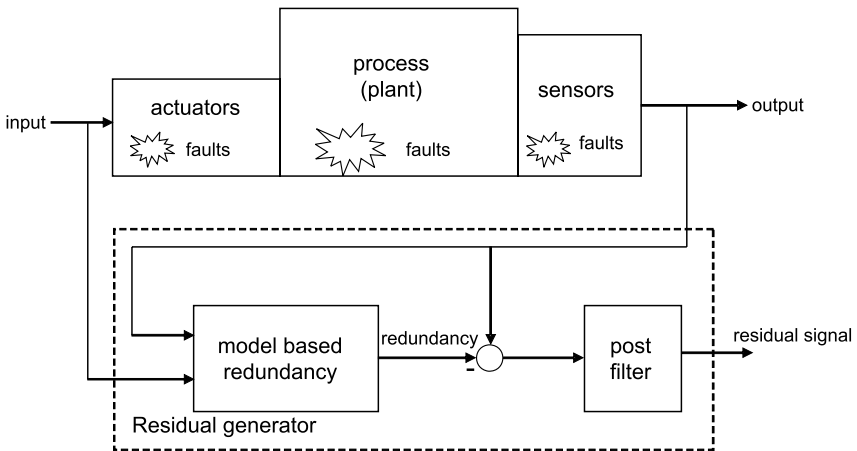 process
(plant)
sensors
actuators
input
output
faults
faults
faults
redundancy
residual signal
model based
redundancy
-
post
filter
Residual generator